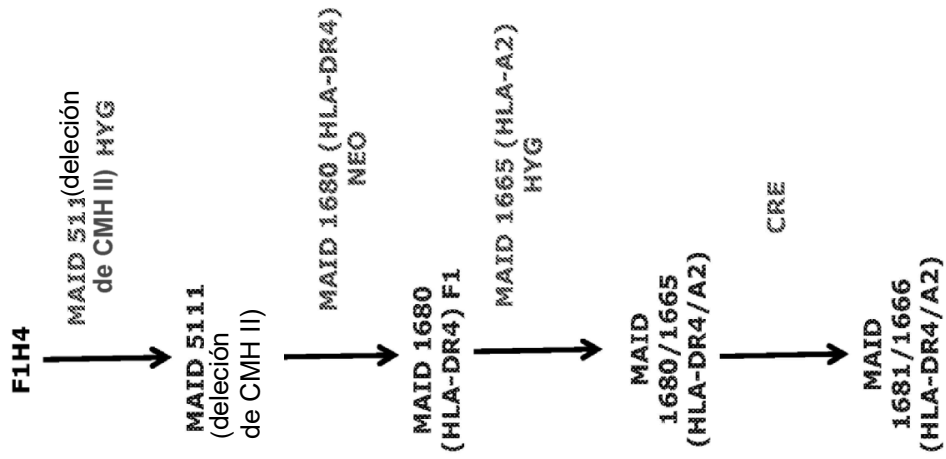 F1H4
MAID 511(deleción
de CMH II) HYG
MAID 5111
(deleción
de CMH II)
MAID 1680 (HLA-DR4)
NEO
MAID 1680
(HLA-DR4) F1
MAID 1665 (HLA-A2)
HYG
MAID
1680/1665
(HLA-DR4/A2)
CRE
MAID
1681/1666
(HLA-DR4/A2)